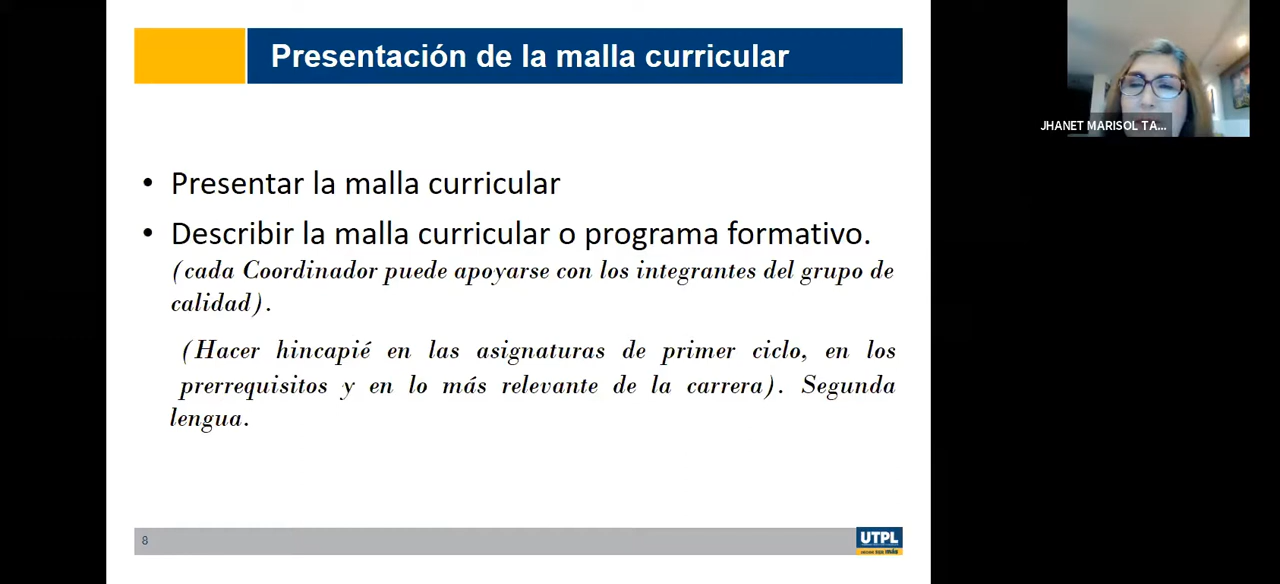 Presentación de la malla curricular
JHANET MARISOL TA...
• Presentar la malla curricular
• Describir la malla curricular o programa formativo.
(cada Coordinador puede apoyarse con los integrantes del grupo de
calidad).
(Hacer hincapié en las asignaturas de primer ciclo, en los
prerrequisitos y en lo más relevante de la carrera). Segunda
lengua.
8
UTPL